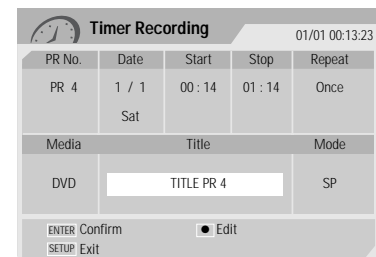 Timer Recording 01/01 00:13:23
PR No. Date Start Stop Repeat
PR 4 1 / 1 00 : 14 01 : 14 Once
Sat
Media Title Mode
DVD TITLE PR 4 SP
ENTER Confirm ● Edit
SETUP Exit